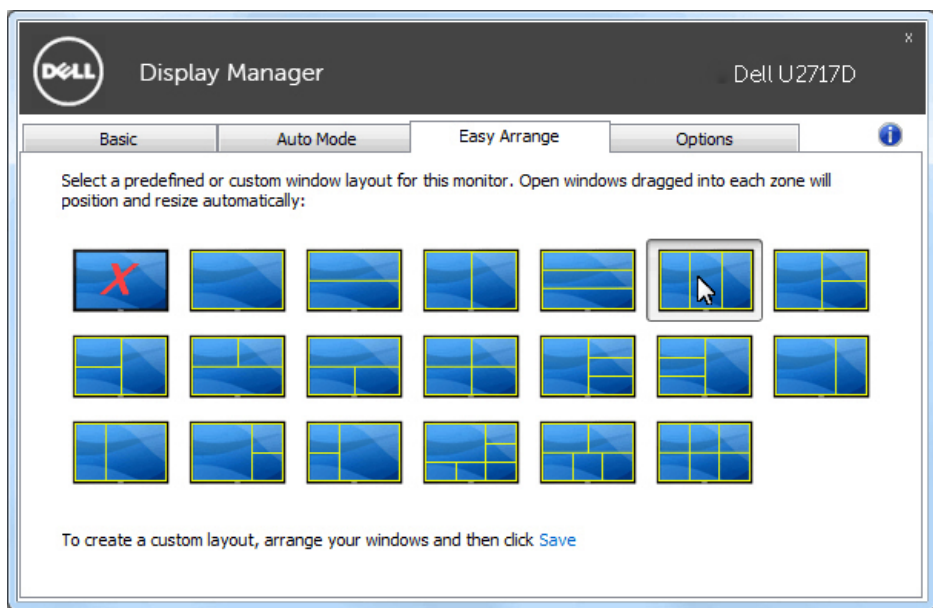 x
DELL
Display Manager
Dell U2717D
Basic
Auto Mode
Easy Arrange
Options
i
Select a predefined or custom window layout for this monitor. Open windows dragged into each zone will
position and resize automatically:
X
To create a custom layout, arrange your windows and then click Save